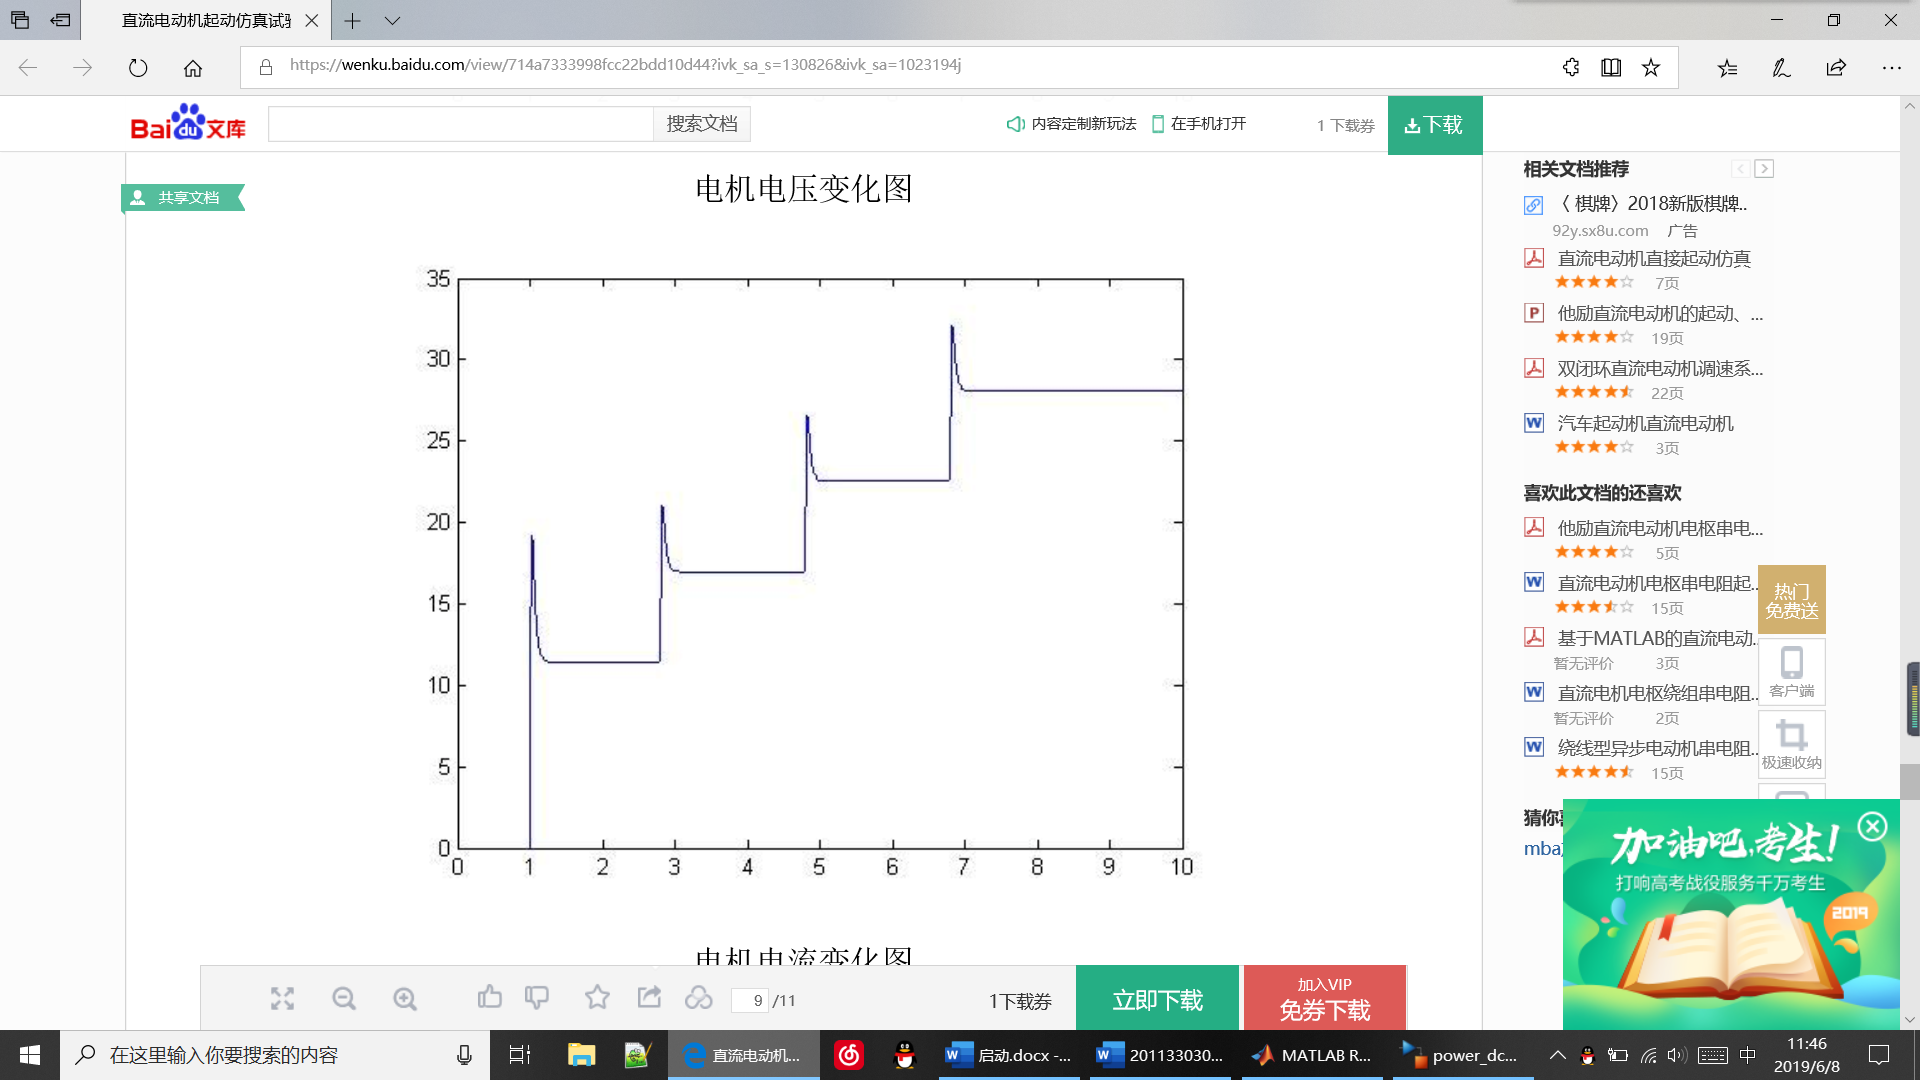 直流电动机起动仿真试验
https://wenku.baidu.com/view/714a7333998fcc22bdd10d44?ivk_sa_s=130826&ivk_sa=1023194j
Baidu文库
搜索文档
内容定制新玩法
在手机打开
1 下载券
下载
共享文档
电机电压变化图
35
30
25
20
15
10
5
0
0 1 2 3 4 5 6 7 8 9 10
电机电流变化图
相关文档推荐
〈 棋牌〉2018新版棋牌..
92y.sx8u.com 广告
直流电动机直接起动仿真
7页
他励直流电动机的起动、...
19页
双闭环直流电动机调速系...
22页
汽车起动机直流电动机
3页
喜欢此文档的还喜欢
他励直流电动机电枢串电...
5页
直流电动机电枢串电阻起..
15页
基于MATLAB的直流电动.
暂无评价 3页
直流电机电枢绕组串电阻..
暂无评价 2页
绕线型异步电动机串电阻..
15页
猜你
mba
热门
免费送
客户端
极速收纳
加油吧,考生!
打响高考战役服务千万考生
2019
9 /11
1下载券
立即下载
加入VIP
免券下载
在这里输入你要搜索的内容
直流电动机...
启动.docx -...
201133030...
MATLAB R...
power_dc...
中
11:46
2019/6/8